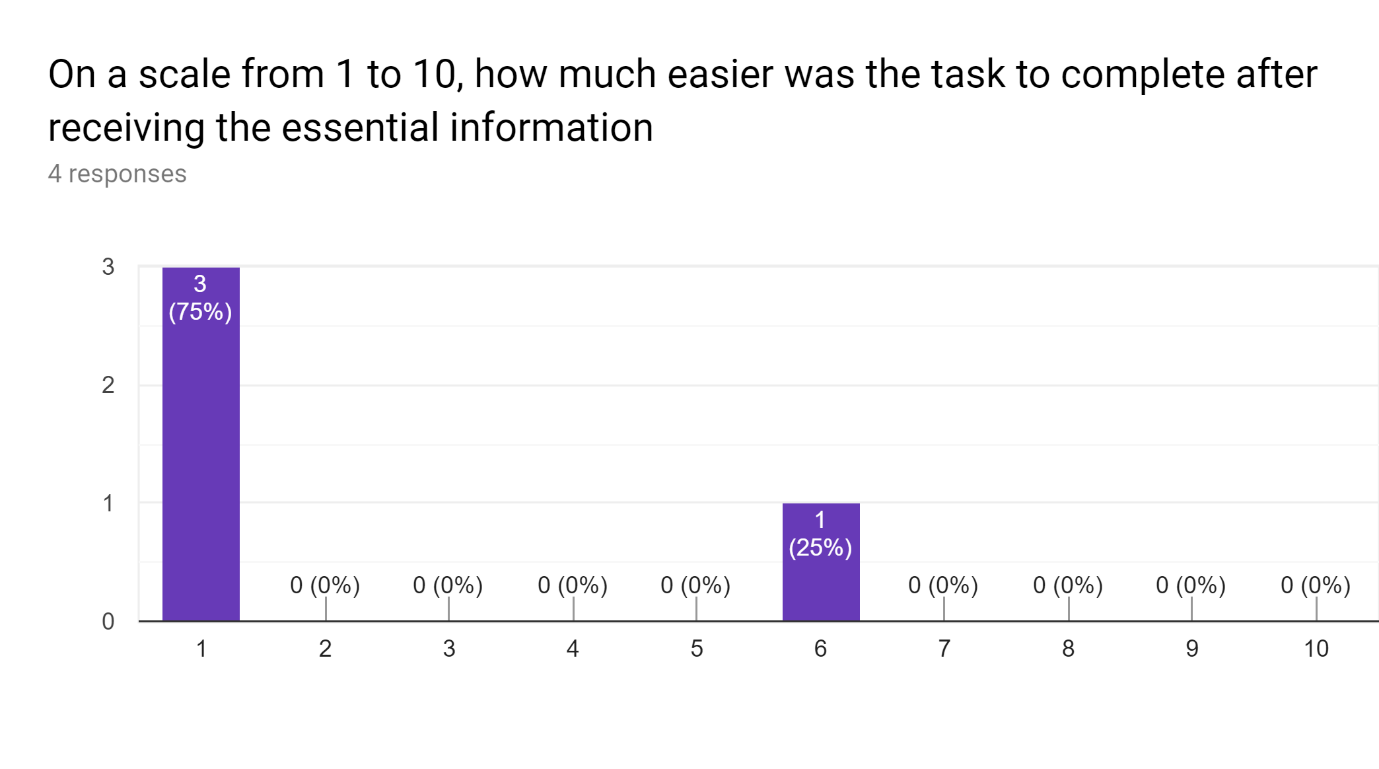 On a scale from 1 to 10, how much easier was the task to complete after
receiving the essential information
4 responses
3
3
(75%)
2
1
1
(25%)
0 (0%) 0 (0%) 0 (0%) 0 (0%) 0 (0%) 0 (0%) 0 (0%) 0 (0%)
0
1 2 3 4 5 6 7 8 9 10